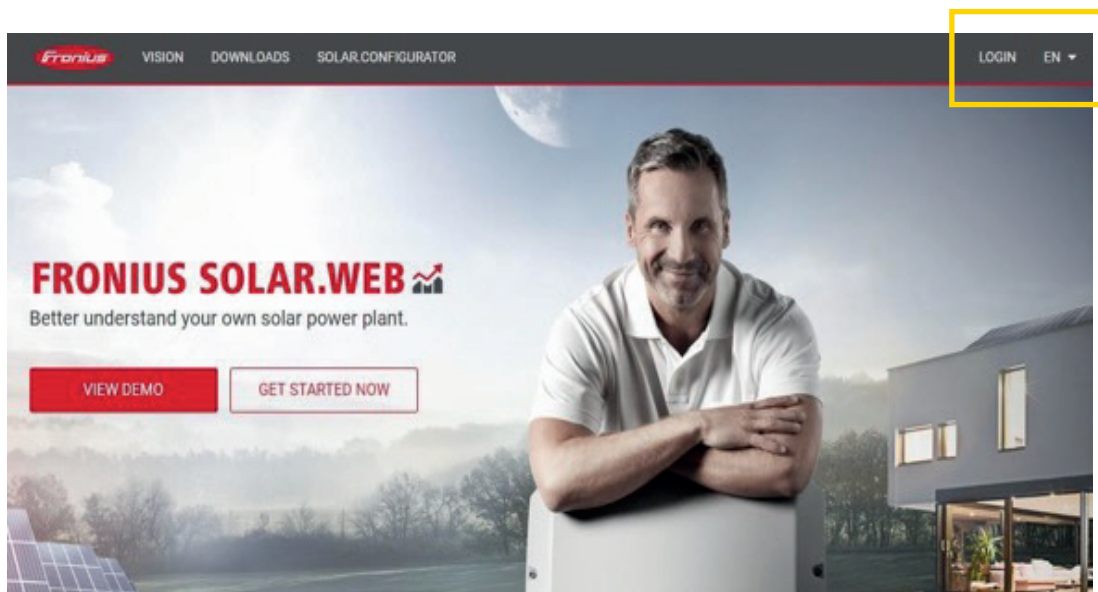 Fronius VISION DOWNLOADS SOLAR.CONFIGURATOR LOGIN EN
FRONIUS SOLAR.WEB
Better understand your own solar power plant.
VIEW DEMO GET STARTED NOW